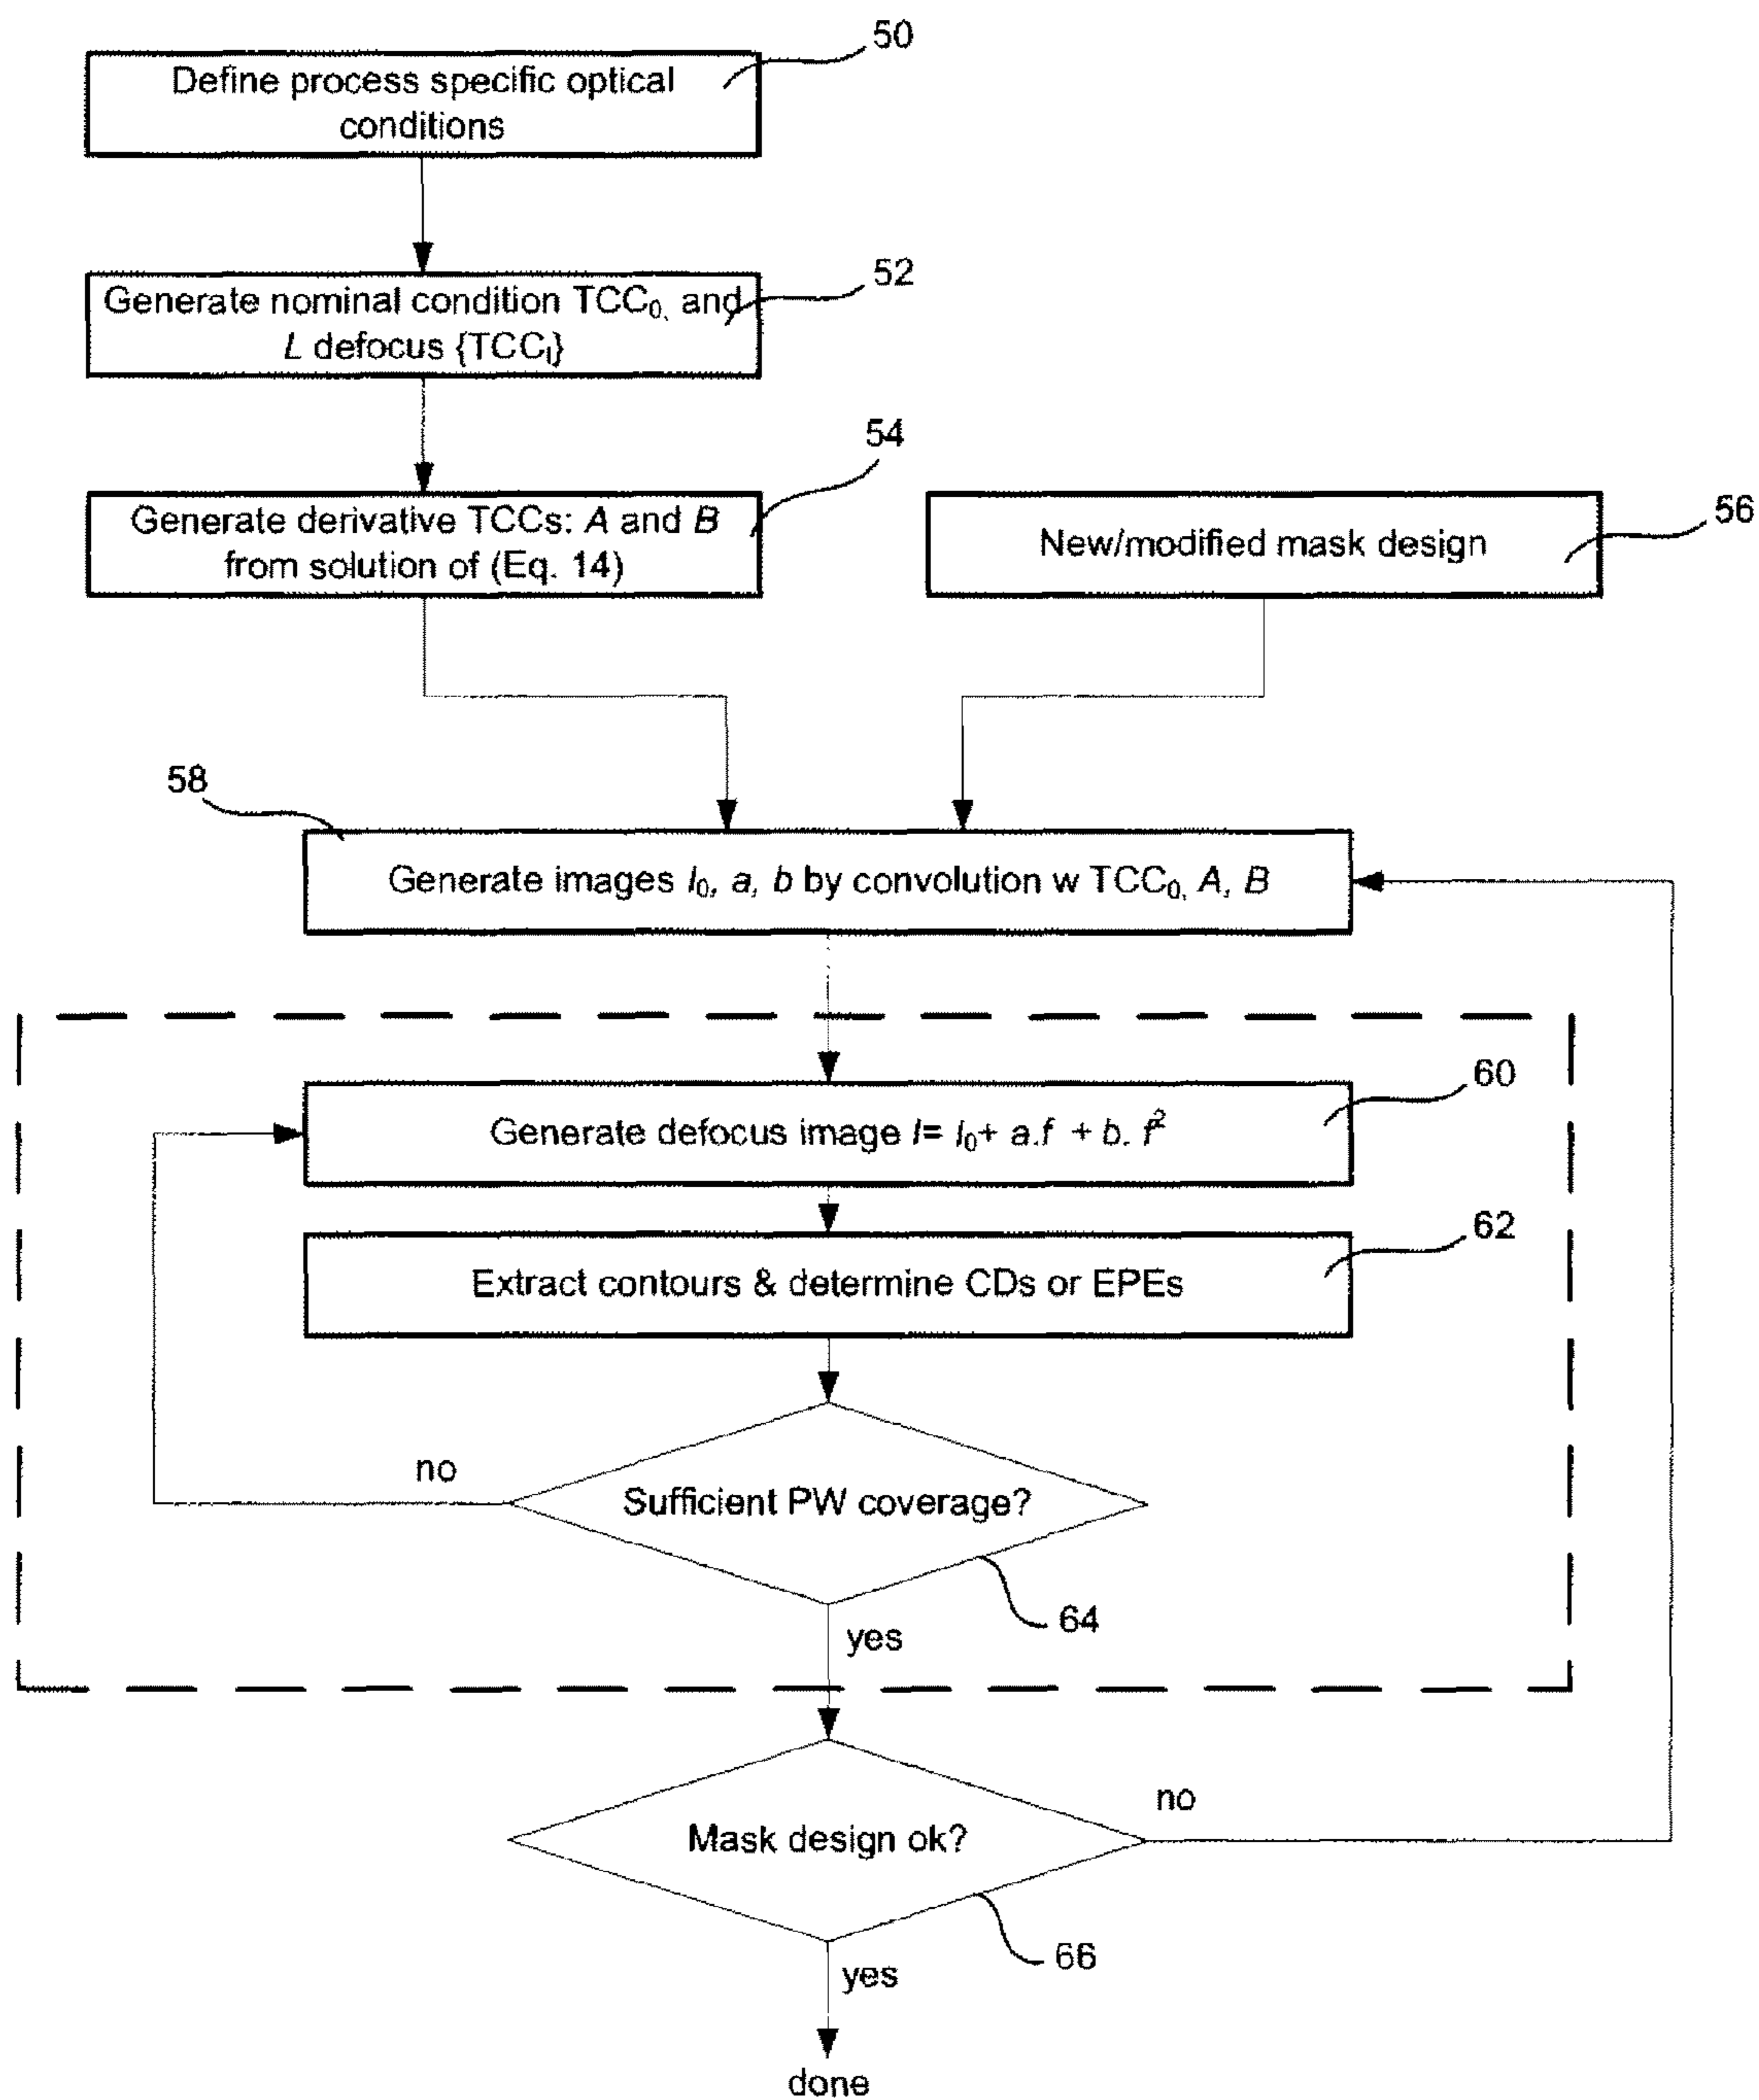 50
Define process specific optical
conditions
52
Generate nominal condition TCC₀, and
L defocus {TCCₗ}
54
Generate derivative TCCs: A and B
from solution of (Eq. 14)
56
New/modified mask design
58
Generate images I₀, a, b by convolution w TCC₀, A, B
60
Generate defocus image I= I₀+ a.f + b. f²
62
Extract contours & determine CDs or EPEs
no
Sufficient PW coverage?
64
yes
no
Mask design ok?
66
yes
done